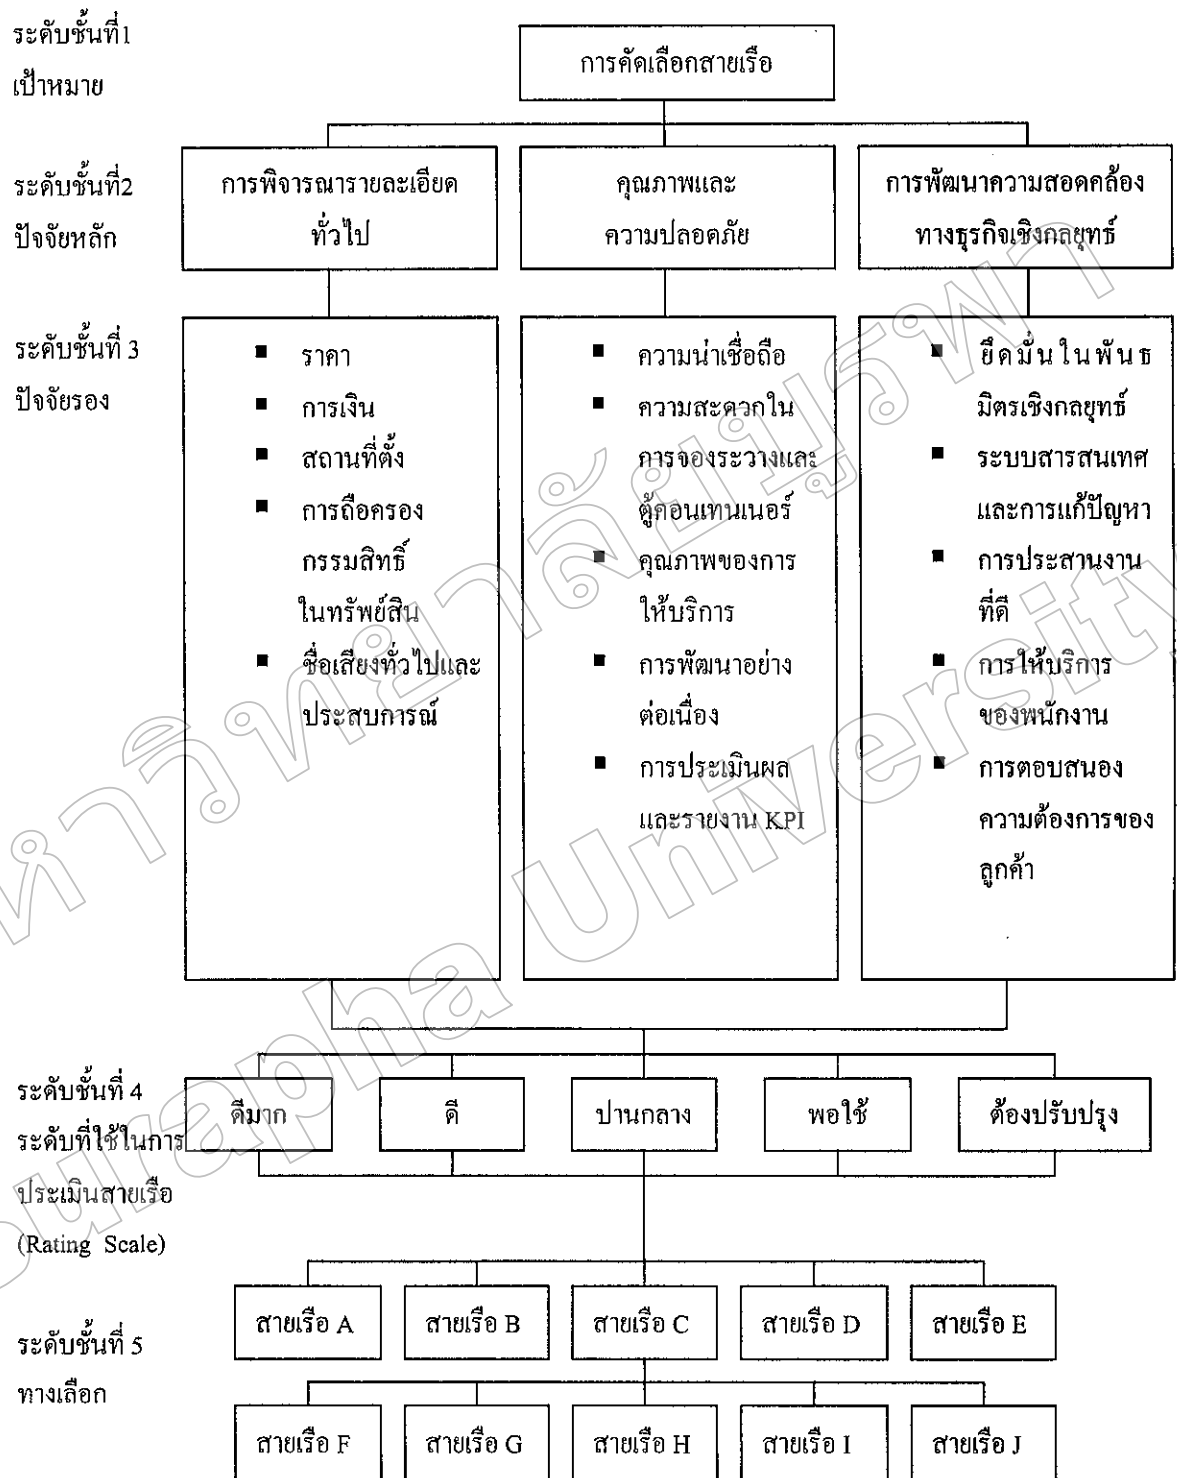 ระดับชั้นที่1
เป้าหมาย
การคัดเลือกสายเรือ
ระดับชั้นที่2
ปัจจัยหลัก
การพิจารณารายละเอียด
ทั่วไป
คุณภาพและ
ความปลอดภัย
การพัฒนาความสอดคล้อง
ทางธุรกิจเชิงกลยุทธ์
ระดับชั้นที่ 3
ปัจจัยรอง
■ ราคา
■ การเงิน
■ สถานที่ตั้ง
■ การถือครอง
กรรมสิทธิ์
ในทรัพย์สิน
■ ชื่อเสียงทั่วไปและ
ประสบการณ์
■ ความน่าเชื่อถือ
■ ความสะดวกใน
การจองระวางและ
ตู้คอนเทนเนอร์
■ คุณภาพของการ
ให้บริการ
■ การพัฒนาอย่าง
ต่อเนื่อง
■ การประเมินผล
และรายงาน KPI
■ ยึดมั่นในพันธ
มิตรเชิงกลยุทธ์
■ ระบบสารสนเทศ
และการแก้ปัญหา
■ การประสานงาน
ที่ดี
■ การให้บริการ
ของพนักงาน
■ การตอบสนอง
ความต้องการของ
ลูกค้า
ระดับชั้นที่ 4
ระดับที่ใช้ในการ
ประเมินสายเรือ
(Rating Scale)
ดีมาก
ดี
ปานกลาง
พอใช้
ต้องปรับปรุง
ระดับชั้นที่ 5
ทางเลือก
สายเรือ A
สายเรือ B
สายเรือ C
สายเรือ D
สายเรือ E
สายเรือ F
สายเรือ G
สายเรือ H
สายเรือ I
สายเรือ J
หาวิทยาลัยบูรพา
Burapha University